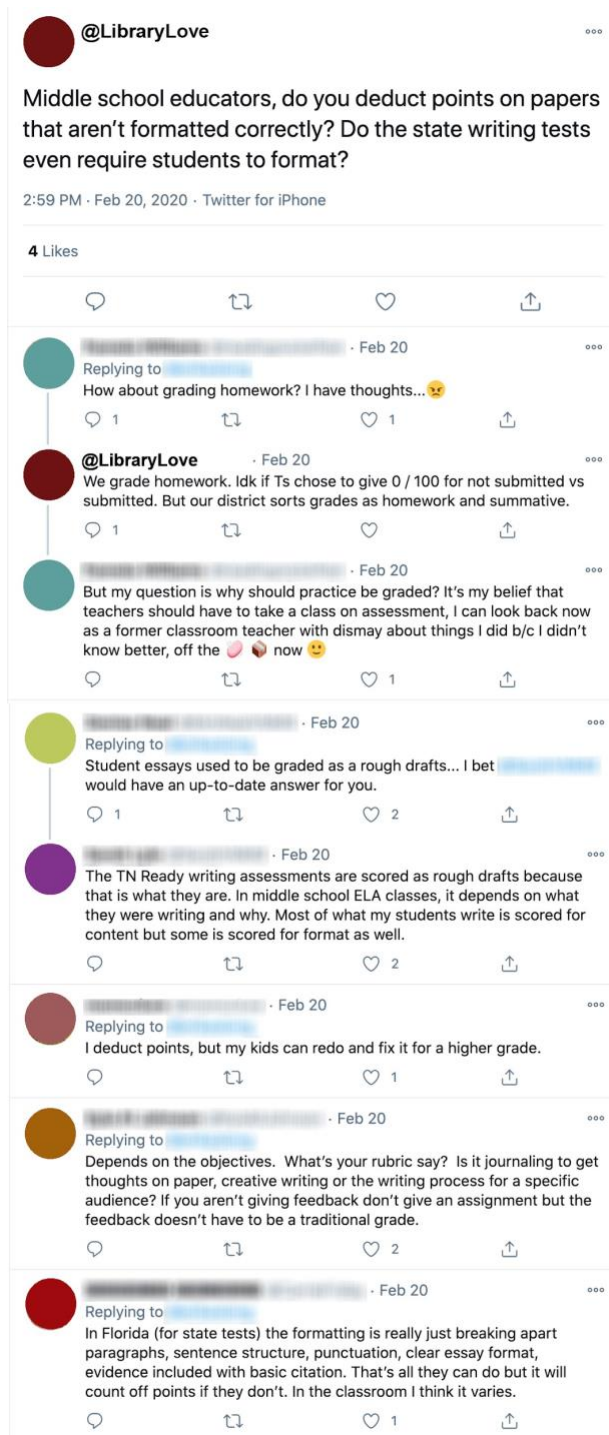 @LibraryLove
Middle school educators, do you deduct points on papers
that aren't formatted correctly? Do the state writing tests
even require students to format?
2:59 PM · Feb 20, 2020 · Twitter for iPhone
4 Likes
· Feb 20
Replying to
How about grading homework? I have thoughts...😠
1 1
@LibraryLove · Feb 20
We grade homework. Idk if Ts chose to give 0 / 100 for not submitted vs
submitted. But our district sorts grades as homework and summative.
1
· Feb 20
But my question is why should practice be graded? It's my belief that
teachers should have to take a class on assessment, I can look back now
as a former classroom teacher with dismay about things I did b/c I didn't
know better, off the now 🙂
1
· Feb 20
Replying to
Student essays used to be graded as a rough drafts... I bet
would have an up-to-date answer for you.
1 2
· Feb 20
The TN Ready writing assessments are scored as rough drafts because
that is what they are. In middle school ELA classes, it depends on what
they were writing and why. Most of what my students write is scored for
content but some is scored for format as well.
2
· Feb 20
Replying to
I deduct points, but my kids can redo and fix it for a higher grade.
1
· Feb 20
Replying to
Depends on the objectives.  What's your rubric say?  Is it journaling to get
thoughts on paper, creative writing or the writing process for a specific
audience? If you aren't giving feedback don't give an assignment but the
feedback doesn't have to be a traditional grade.
2
· Feb 20
Replying to
In Florida (for state tests) the formatting is really just breaking apart
paragraphs, sentence structure, punctuation, clear essay format,
evidence included with basic citation. That's all they can do but it will
count off points if they don't. In the classroom I think it varies.
1